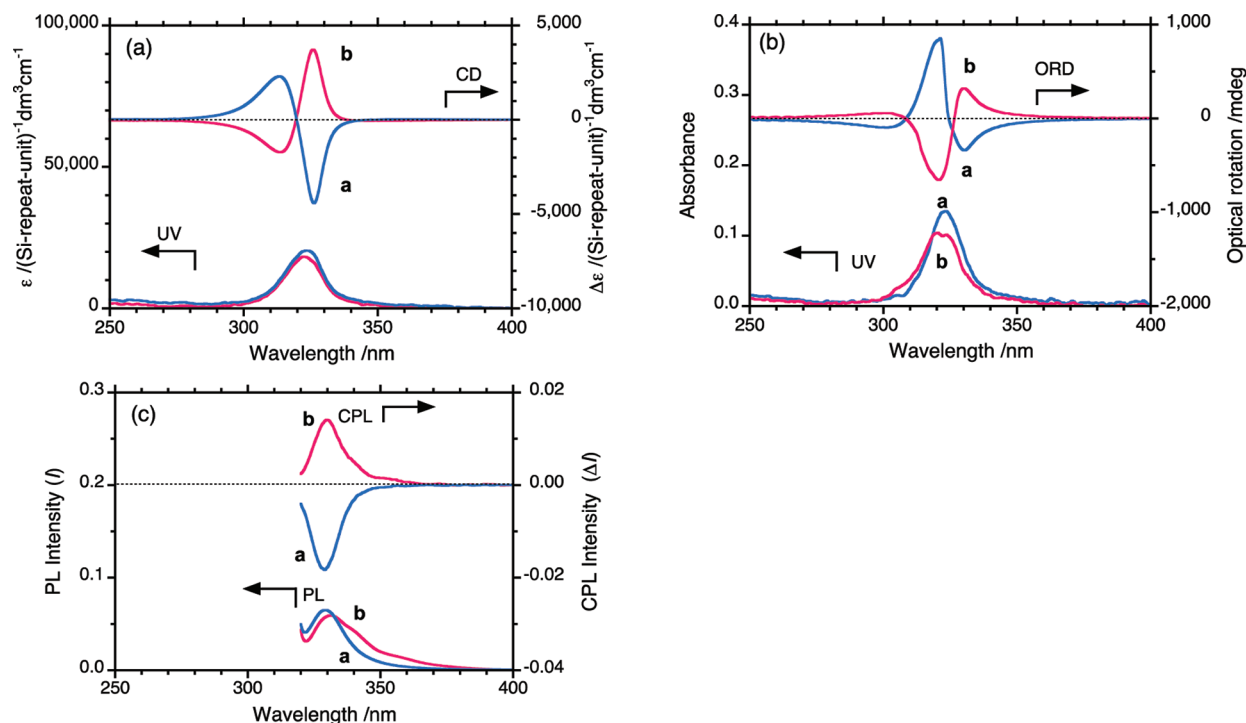 (a)
100,000
50,000
0
5,000
0
-5,000
-10,000
b
CD
a
UV
250
300
350
400
Wavelength /nm
ε /(Si-repeat-unit)⁻¹dm³cm⁻¹
Δε /(Si-repeat-unit)⁻¹dm³cm⁻¹
(b)
0.4
0.3
0.2
0.1
0.0
1,000
0
-1,000
-2,000
b
ORD
a
a
b
UV
250
300
350
400
Wavelength /nm
Absorbance
Optical rotation /mdeg
(c)
0.3
0.2
0.1
0.0
0.02
0.00
-0.02
-0.04
b
CPL
a
PL
b
a
250
300
350
400
Wavelength /nm
PL Intensity (I)
CPL Intensity (ΔI)